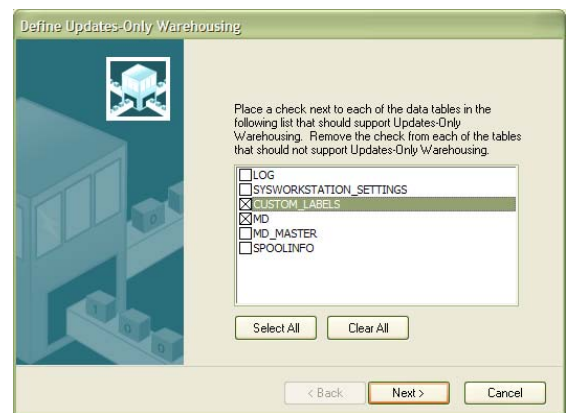 Define Updates-Only Warehousing
Place a check next to each of the data tables in the
following list that should support Updates-Only
Warehousing. Remove the check from each of the tables
that should not support Updates-Only Warehousing.
LOG
SYSWORKSTATION_SETTINGS
CUSTOM_LABELS
MD
MD_MASTER
SPOOLINFO
Select All
Clear All
< Back
Next >
Cancel